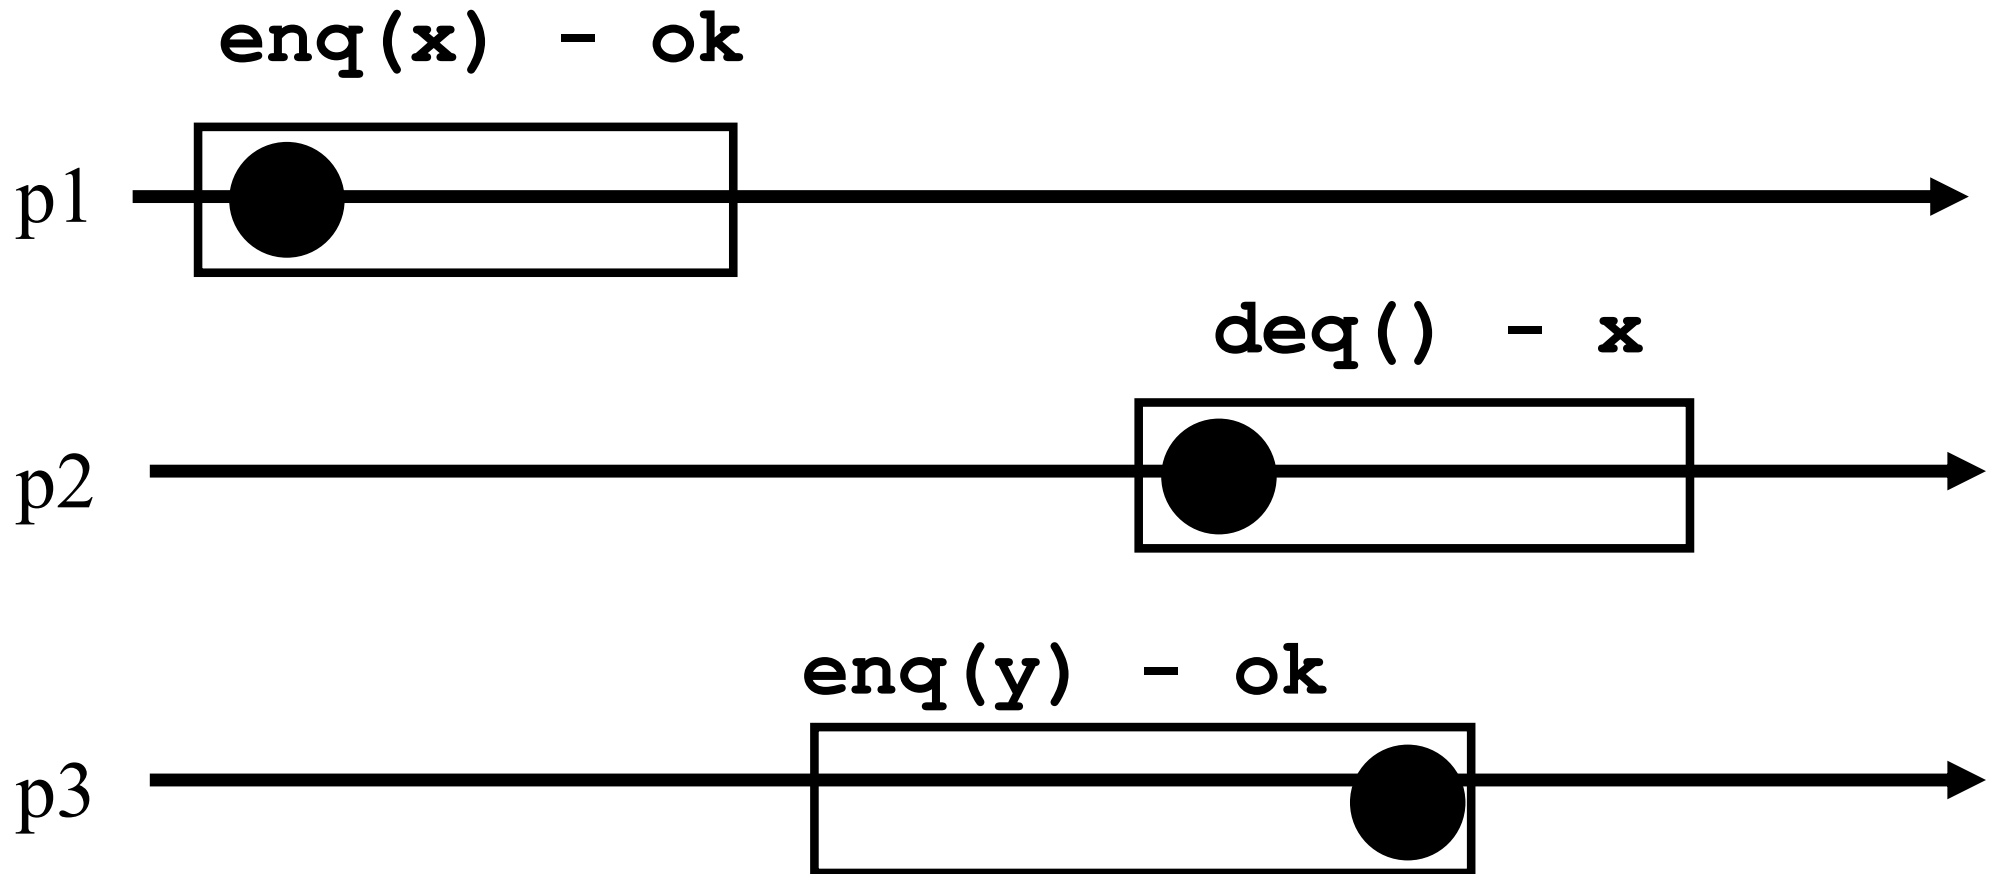 enq(x) - ok
p1
deq() - x
p2
enq(y) - ok
p3